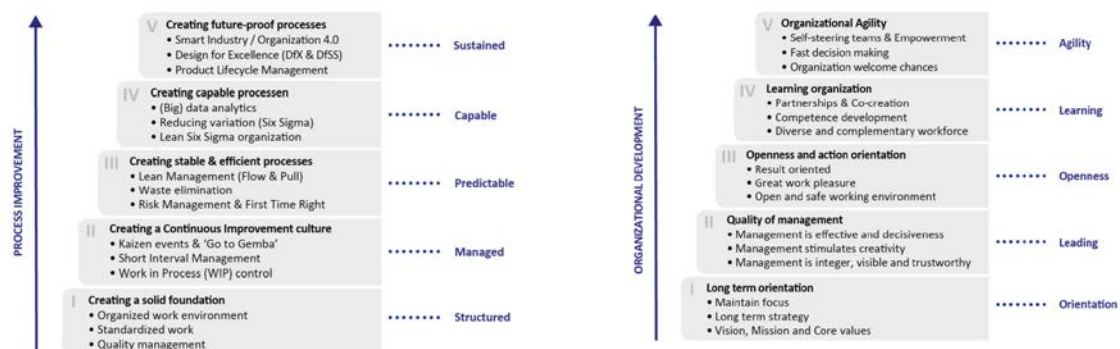 PROCESS IMPROVEMENT
V Creating future-proof processes
• Smart Industry / Organization 4.0
• Design for Excellence (DfX & DfSS)
• Product Lifecycle Management
Sustained
IV Creating capable processen
• (Big) data analytics
• Reducing variation (Six Sigma)
• Lean Six Sigma organization
Capable
III Creating stable & efficient processes
• Lean Management (Flow & Pull)
• Waste elimination
• Risk Management & First Time Right
Predictable
II Creating a Continuous Improvement culture
• Kaizen events & 'Go to Gemba'
• Short Interval Management
• Work in Process (WIP) control
Managed
I Creating a solid foundation
• Organized work environment
• Standardized work
• Quality management
Structured
ORGANIZATIONAL DEVELOPMENT
V Organizational Agility
• Self-steering teams & Empowerment
• Fast decision making
• Organization welcome chances
Agility
IV Learning organization
• Partnerships & Co-creation
• Competence development
• Diverse and complementary workforce
Learning
III Openness and action orientation
• Result oriented
• Great work pleasure
• Open and safe working environment
Openness
II Quality of management
• Management is effective and decisiveness
• Management stimulates creativity
• Management is integer, visible and trustworthy
Leading
I Long term orientation
• Maintain focus
• Long term strategy
• Vision, Mission and Core values
Orientation